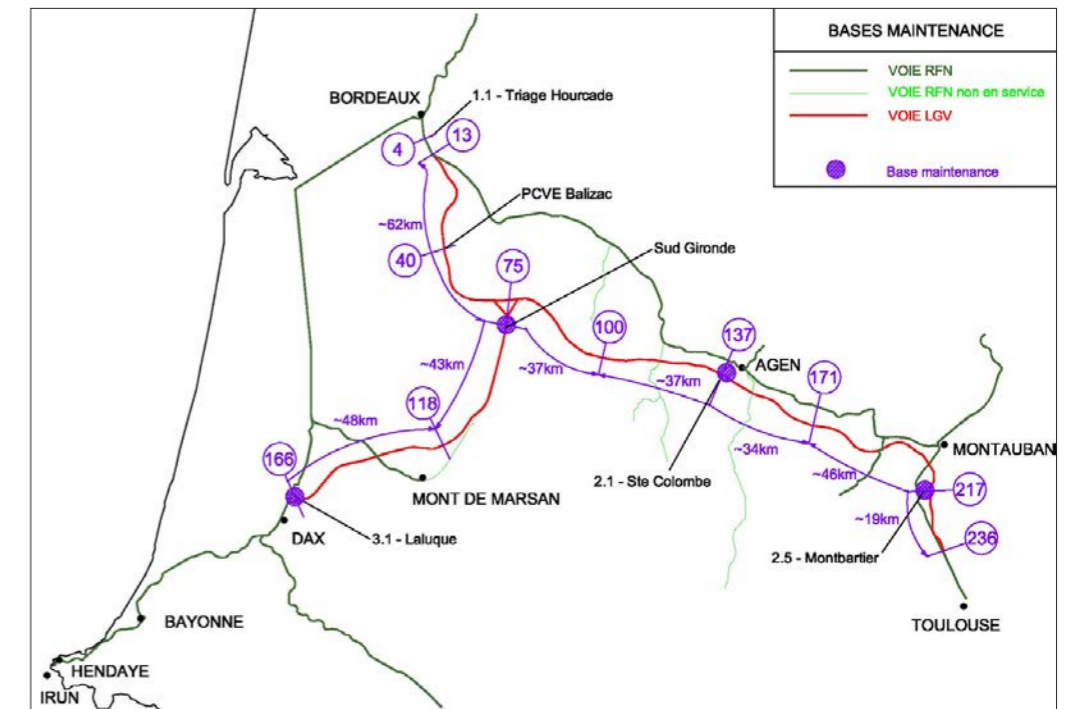 BASES MAINTENANCE
VOIE RFN
VOIE RFN non en service
VOIE LGV
Base maintenance
BORDEAUX
1.1 - Triage Hourcade
4
13
PCVE Balizac
~62km
40
Sud Gironde
75
100
137
~43km
~37km
~37km
AGEN
171
118
~48km
~34km
166
~46km
MONTAUBAN
2.1 - Ste Colombe
217
MONT DE MARSAN
~19km
236
DAX
3.1 - Laluque
2.5 - Montbartier
BAYONNE
TOULOUSE
HENDAYE
IRUN